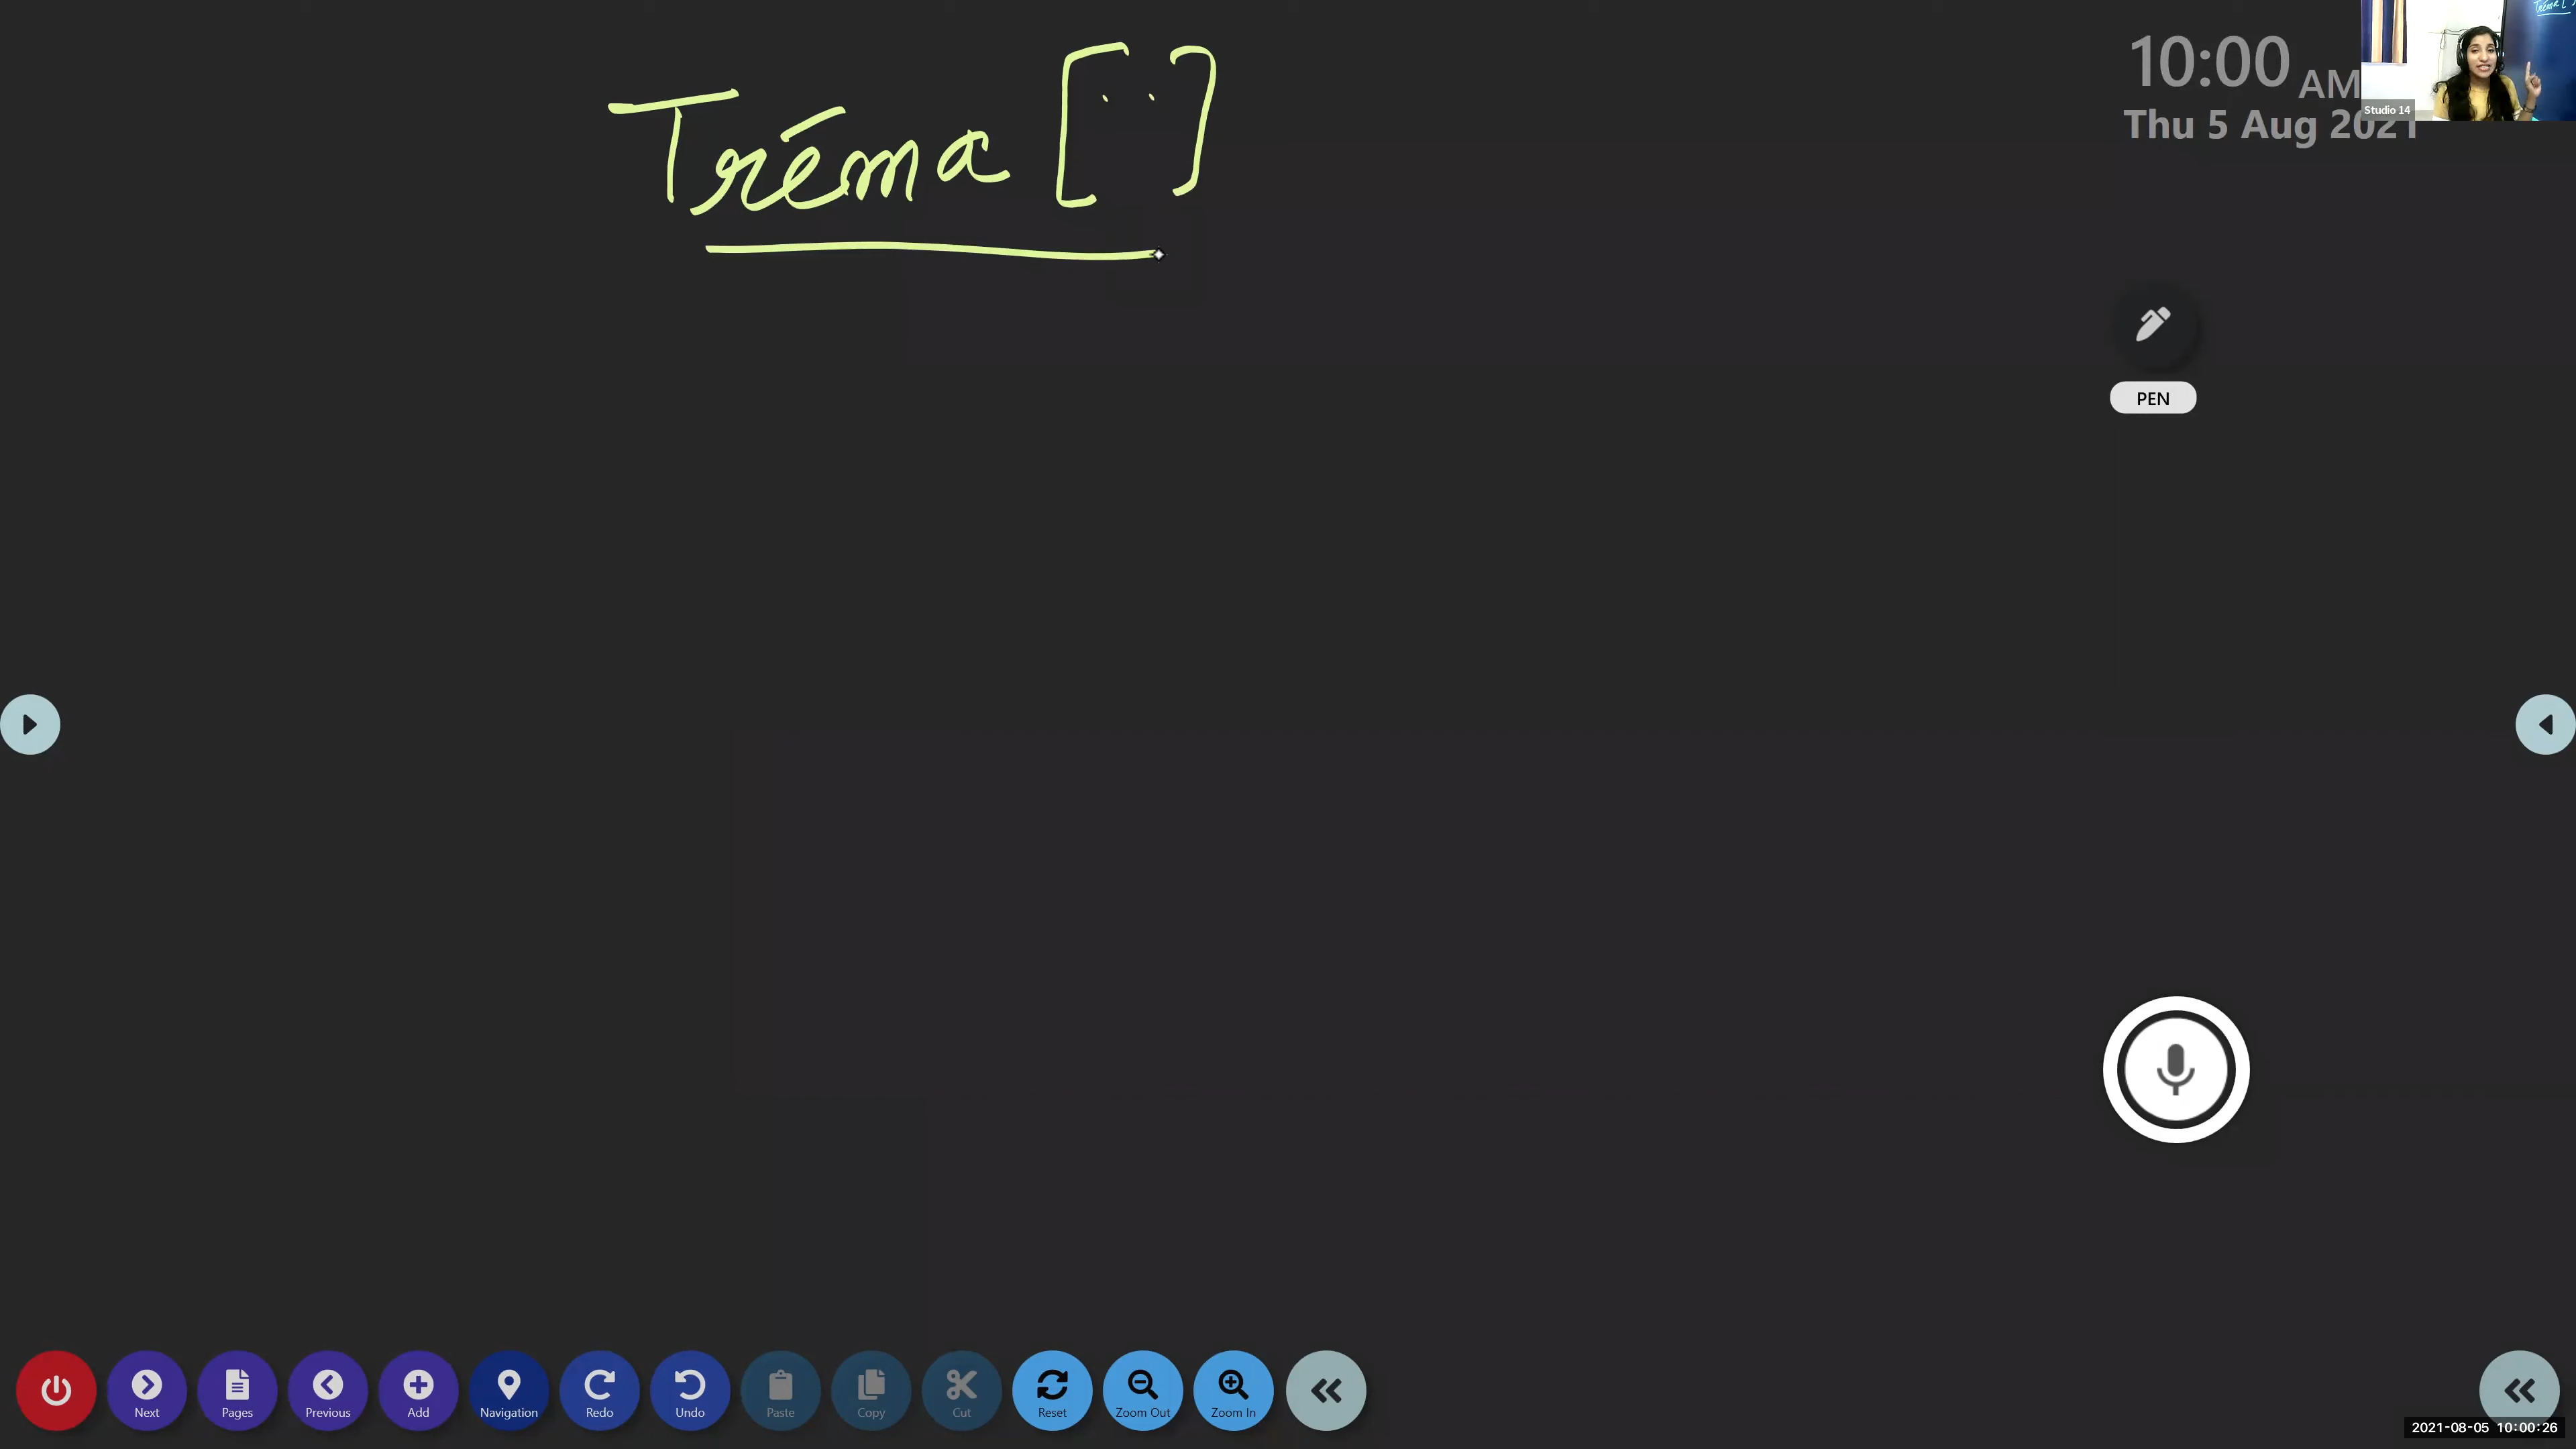 Tréma [¨]
10:00 AM
Thu 5 Aug 2021
Tréma [
Studio 14
PEN
Next
Pages
Previous
Add
Navigation
Redo
Undo
Paste
Copy
Cut
Reset
Zoom Out
Zoom In
2021-08-05 10:00:26